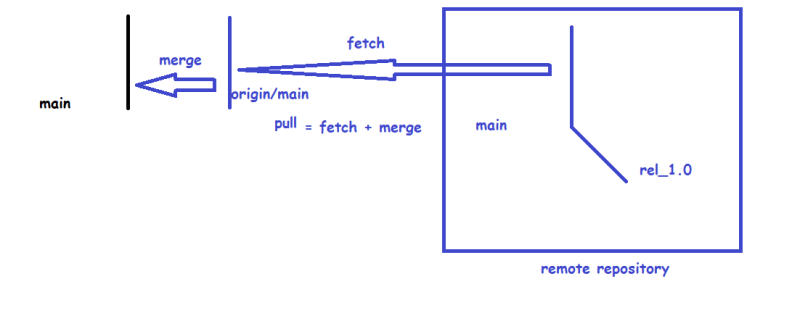 fetch
merge
origin/main
main
pull = fetch + merge
main
rel_1.0
remote repository